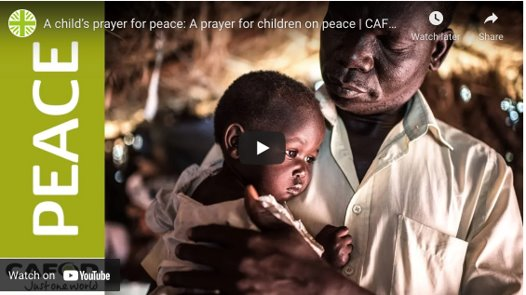 A child's prayer for peace: A prayer for children on peace | CAF...
Watch later
Share
PEACE
CAFOD
Just one world
Watch on YouTube